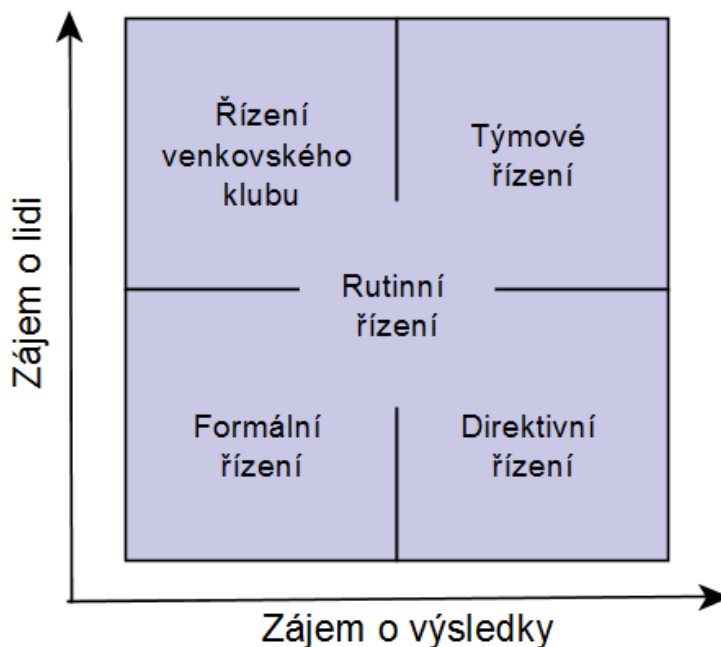 Zájem o lidi
Řízení
venkovského
klubu
Týmové
řízení
Rutinní
řízení
Formální
řízení
Direktivní
řízení
Zájem o výsledky